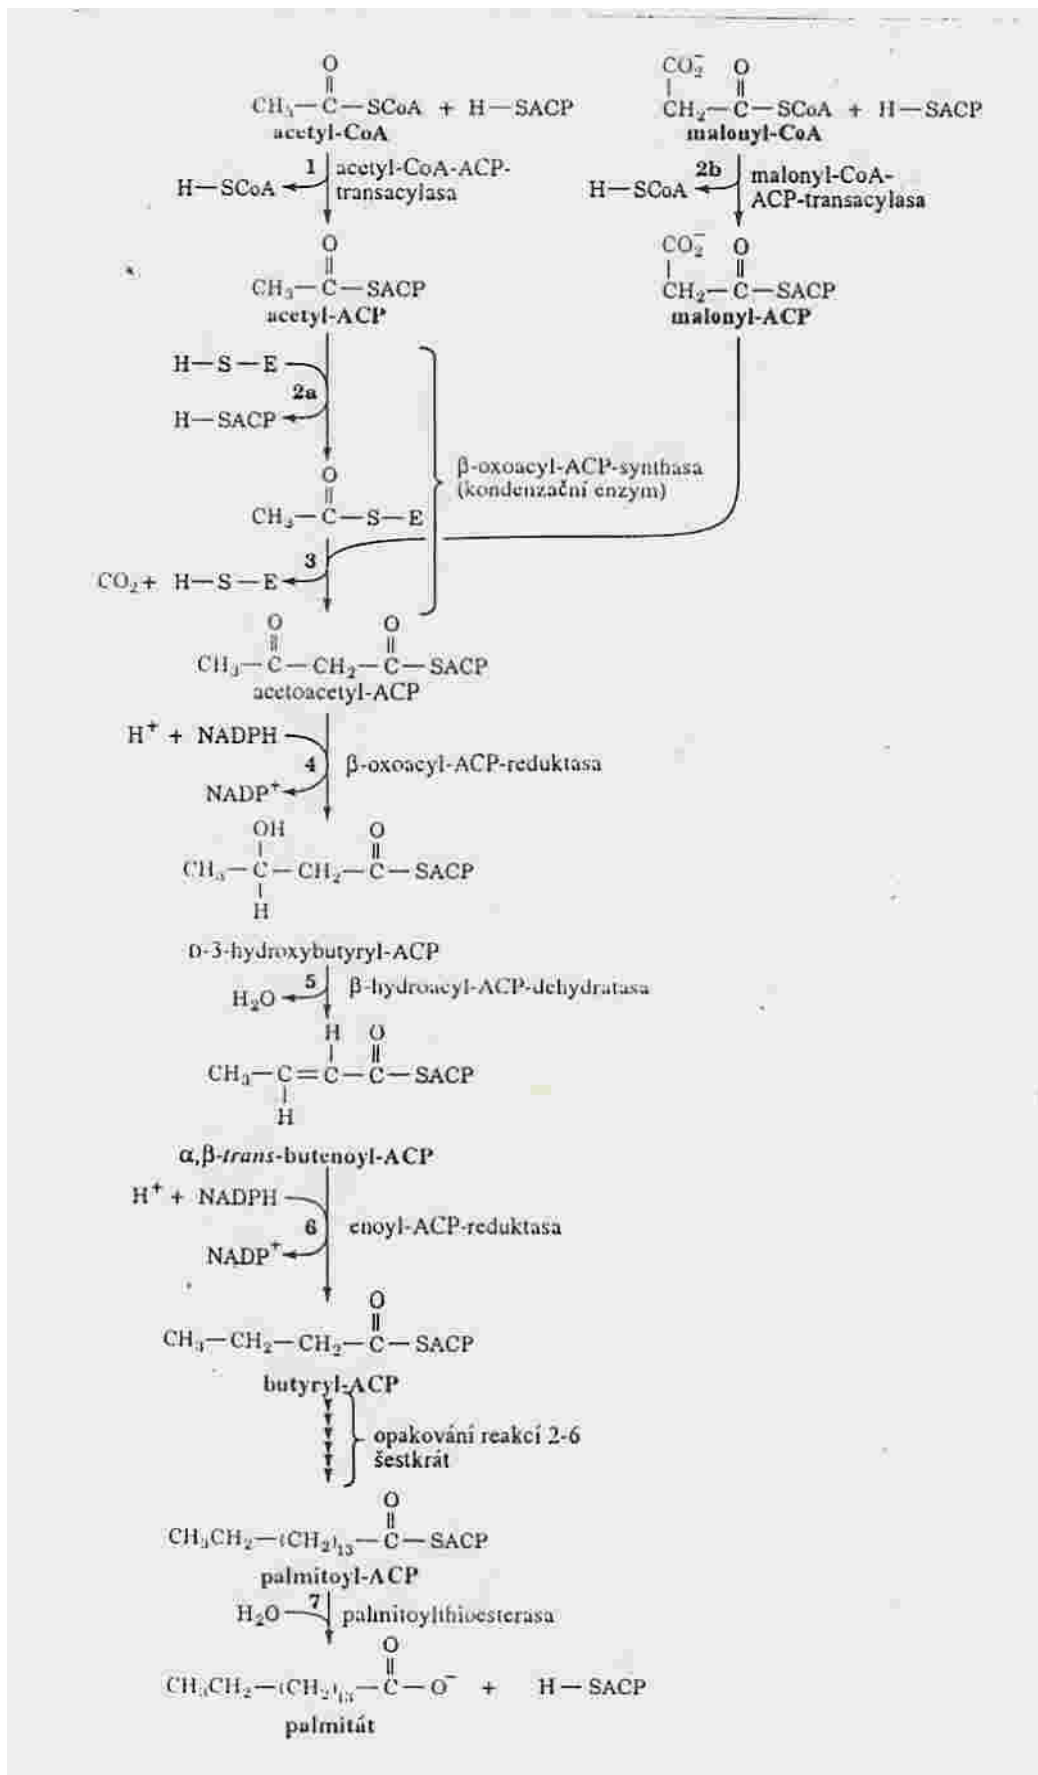 O
CH₃—C—SCoA + H—SACP
acetyl-CoA
CO₂⁻ O
CH₂—C—SCoA + H—SACP
malonyl-CoA
1 acetyl-CoA-ACP-
transacylasa
H—SCoA
2b malonyl-CoA-
ACP-transacylasa
H—SCoA
O
CH₃—C—SACP
acetyl-ACP
CO₂⁻ O
CH₂—C—SACP
malonyl-ACP
H—S—E
2a
H—SACP
β-oxoacyl-ACP-synthasa
(kondenzační enzym)
O
CH₃—C—S—E
3
CO₂+ H—S—E
O O
CH₃—C—CH₂—C—SACP
acetoacetyl-ACP
H⁺ + NADPH
4 β-oxoacyl-ACP-reduktasa
NADP⁺
OH O
CH₃—C—CH₂—C—SACP
H
D-3-hydroxybutyryl-ACP
5 β-hydroacyl-ACP-dehydratasa
H₂O
H O
CH₃—C=C—C—SACP
H
α,β-trans-butenoyl-ACP
H⁺ + NADPH
6 enoyl-ACP-reduktasa
NADP⁺
O
CH₃—CH₂—CH₂—C—SACP
butyryl-ACP
opakování reakcí 2-6
šestkrát
O
CH₃CH₂—(CH₂)₁₃—C—SACP
palmitoyl-ACP
H₂O 7 palmitoylthioesterasa
O
CH₃CH₂—(CH₂)₁₃—C—O⁻ + H—SACP
palmitát